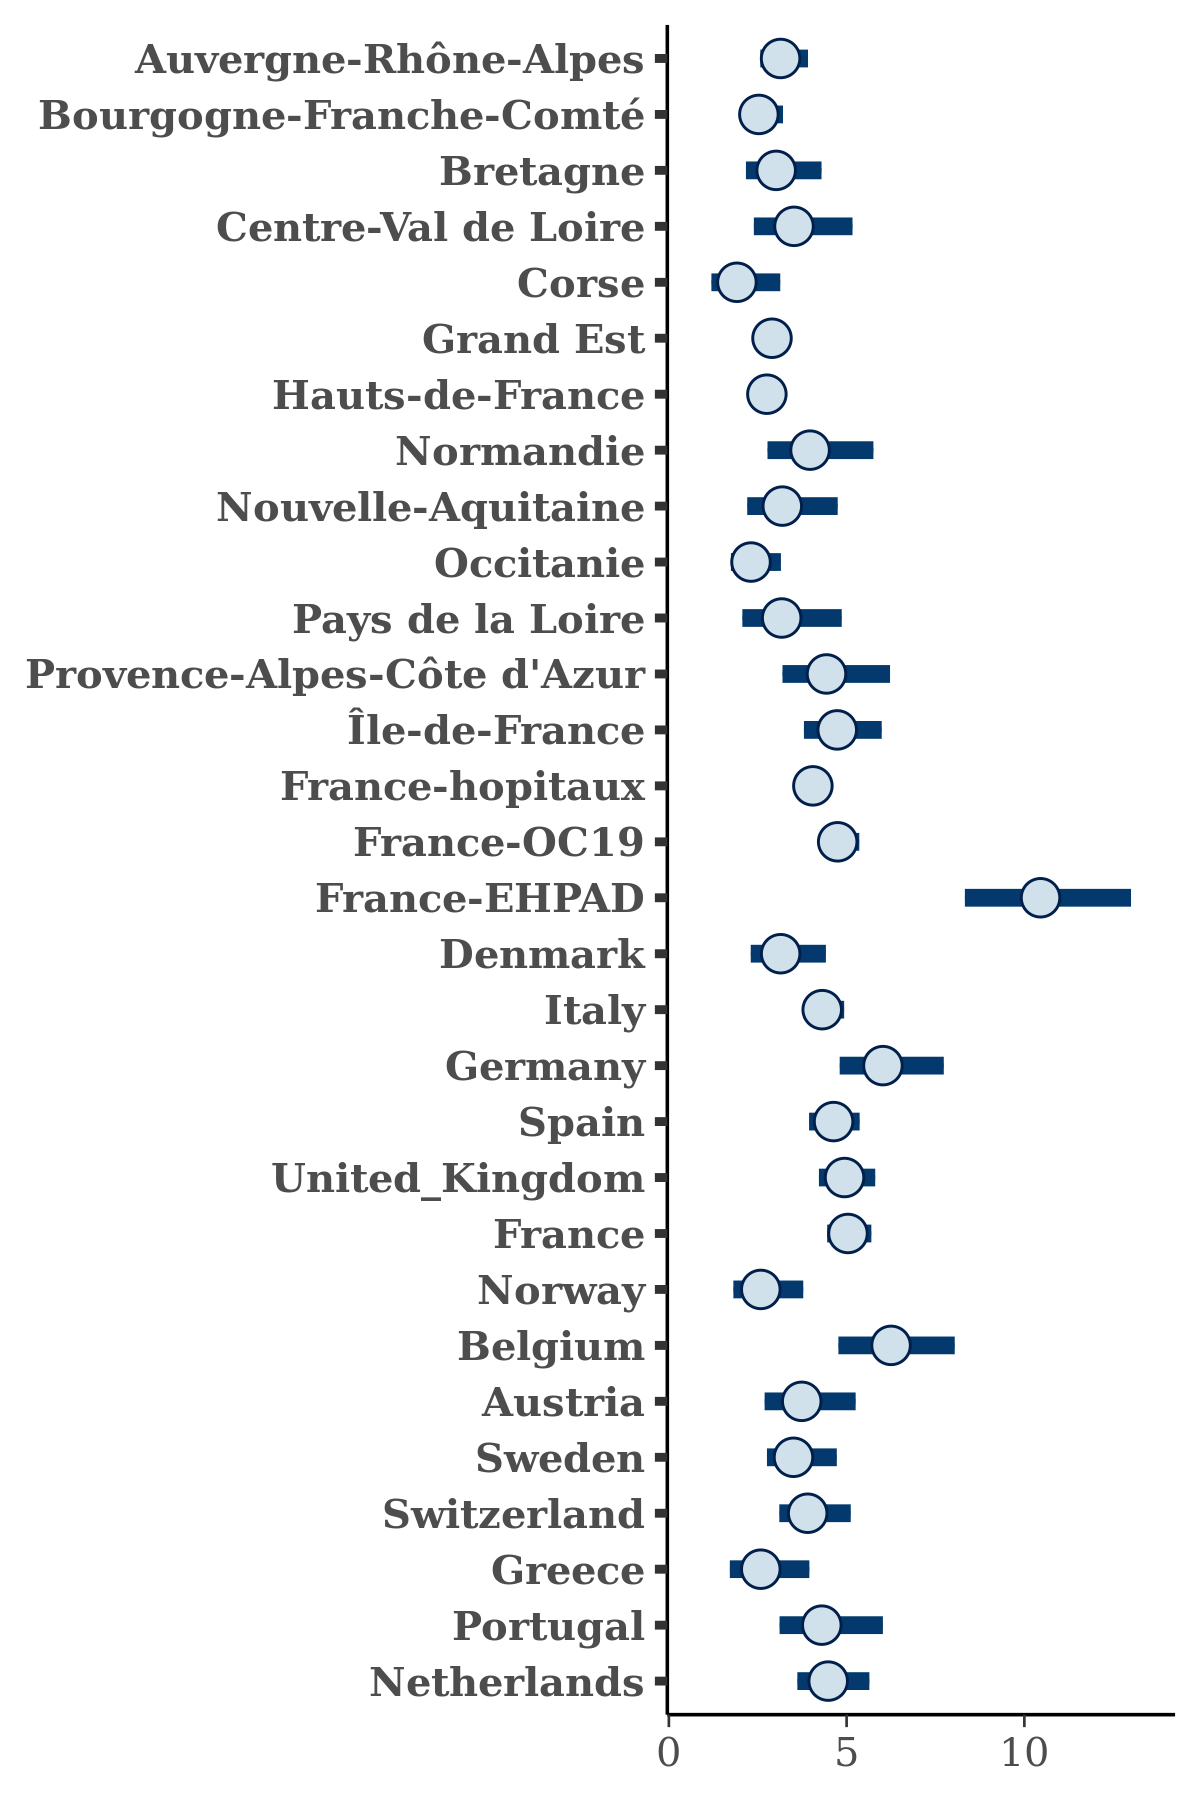 Auvergne-Rhône-Alpes
Bourgogne-Franche-Comté
Bretagne
Centre-Val de Loire
Corse
Grand Est
Hauts-de-France
Normandie
Nouvelle-Aquitaine
Occitanie
Pays de la Loire
Provence-Alpes-Côte d'Azur
Île-de-France
France-hopitaux
France-OC19
France-EHPAD
Denmark
Italy
Germany
Spain
United_Kingdom
France
Norway
Belgium
Austria
Sweden
Switzerland
Greece
Portugal
Netherlands
0 5 10